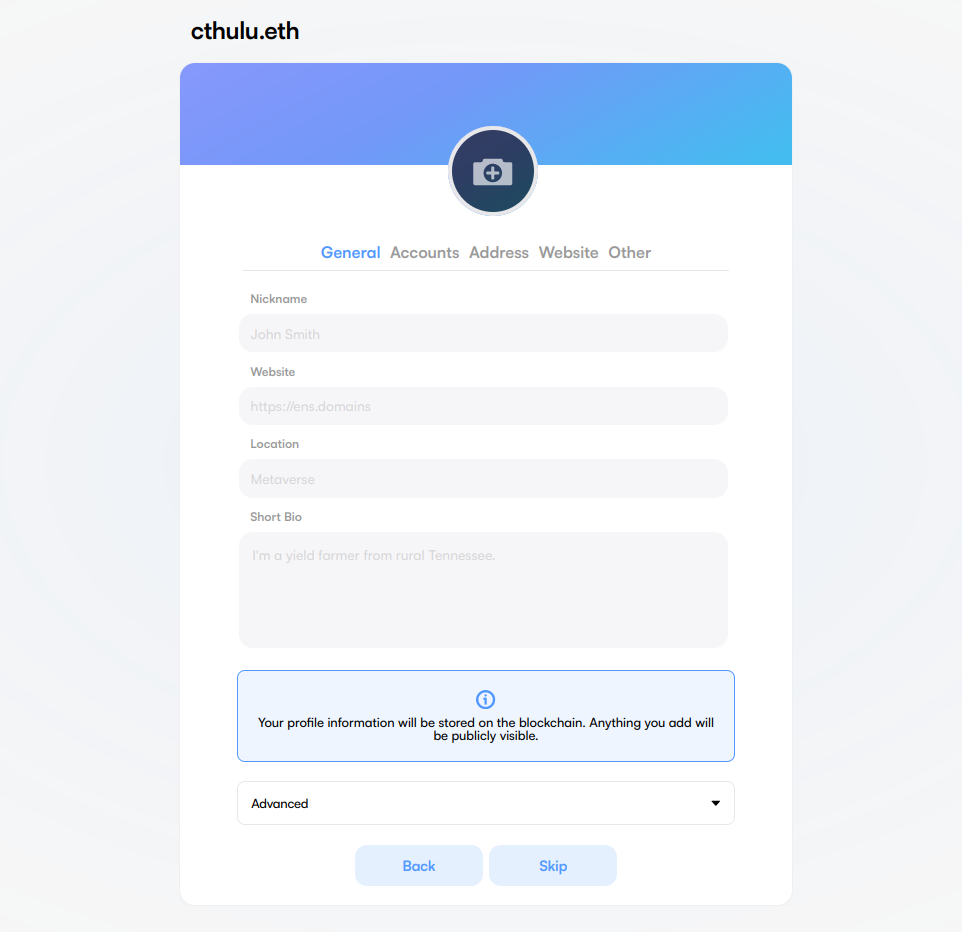 cthulu.eth
General Accounts Address Website Other
Nickname
John Smith
Website
https://ens.domains
Location
Metaverse
Short Bio
I'm a yield farmer from rural Tennessee.
Your profile information will be stored on the blockchain. Anything you add will
be publicly visible.
Advanced
Back Skip